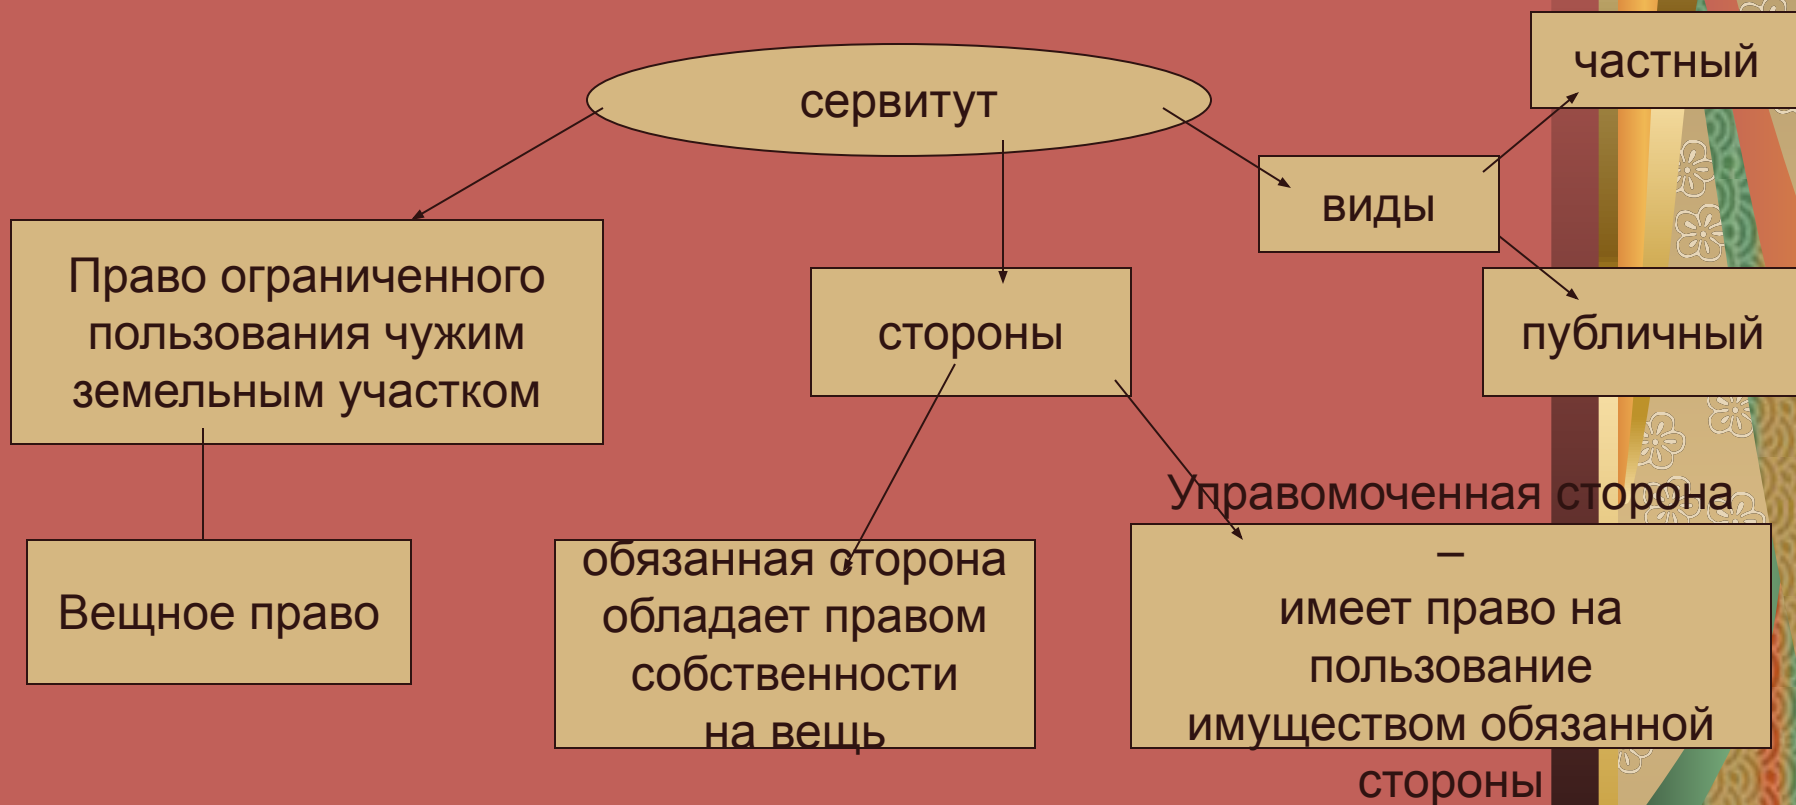 сервитут
частный
виды
публичный
Право ограниченного
пользования чужим
земельным участком
стороны
Вещное право
обязанная сторона
обладает правом
собственности
на вещь
Управомоченная сторона
–
имеет право на
пользование
имуществом обязанной
стороны